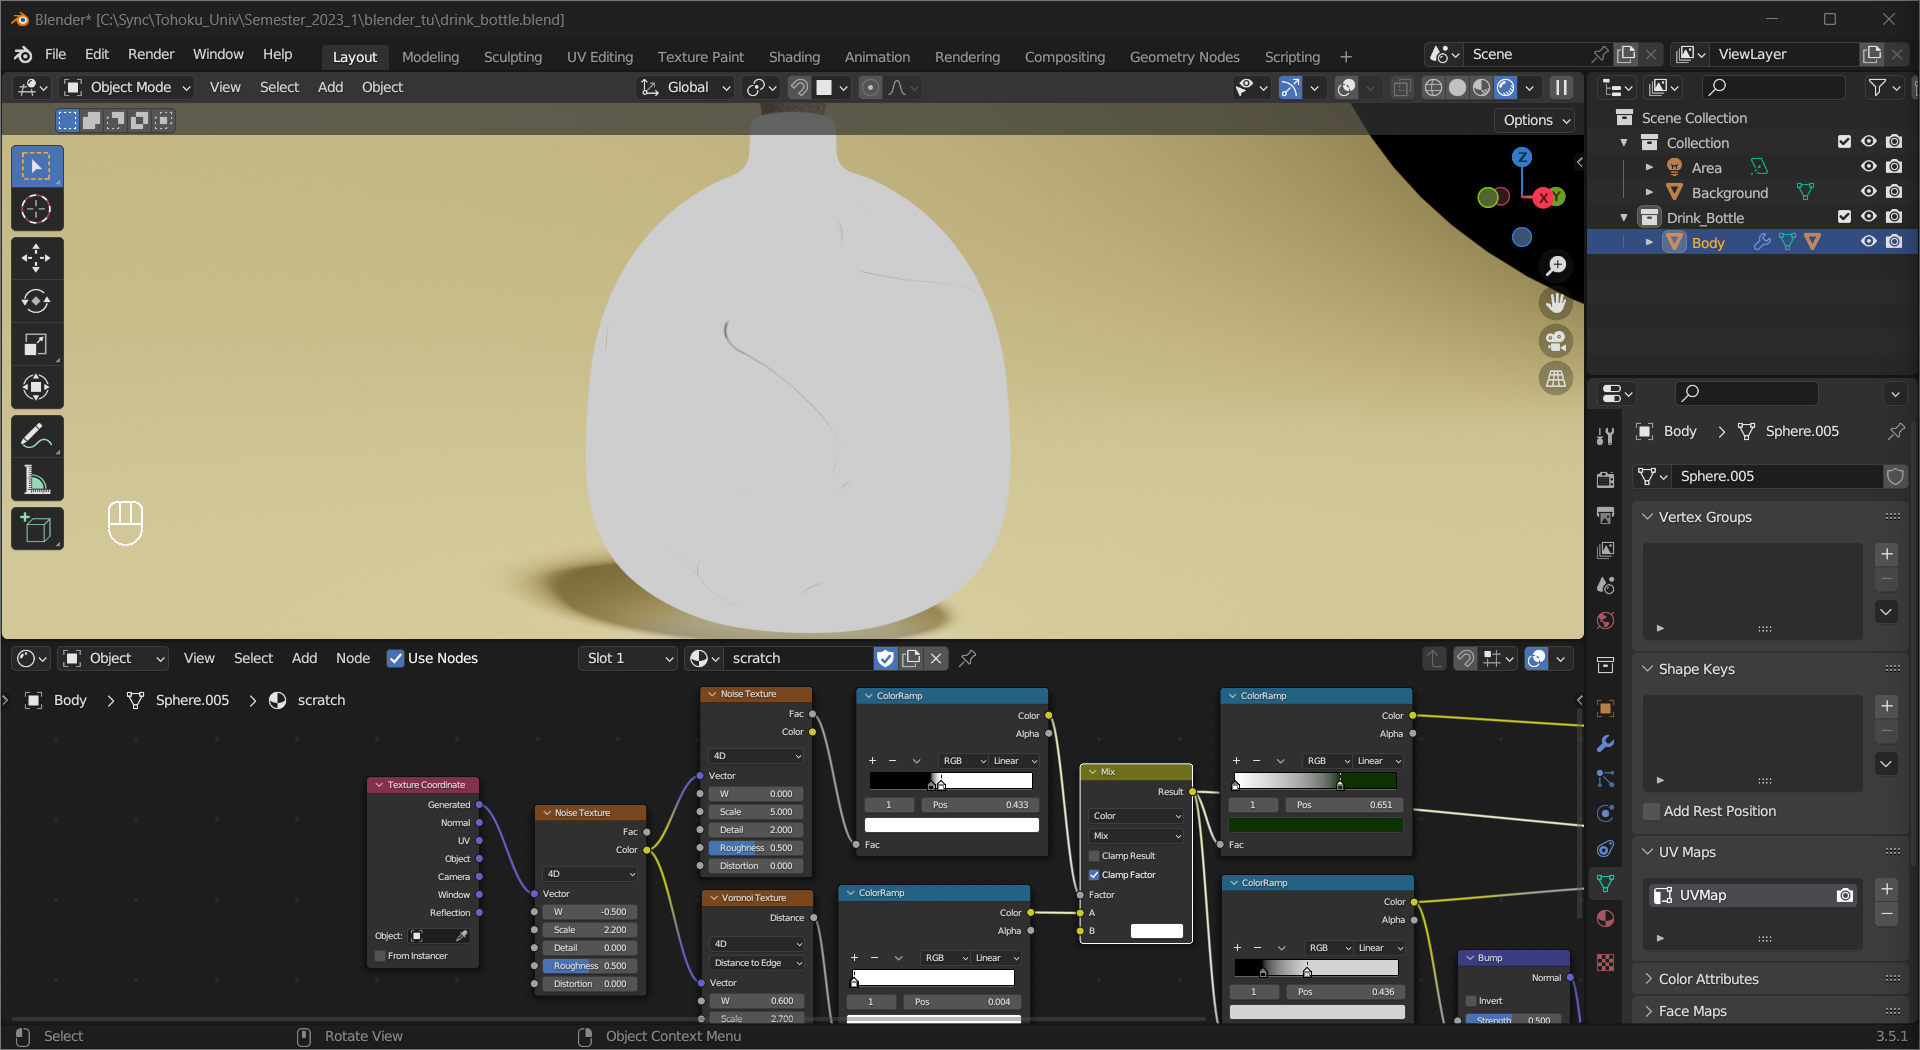 Blender* [C:\Sync\Tohoku_Univ\Semester_2023_1\blender_tu\drink_bottle.blend]
File Edit Render Window Help Layout Modeling Sculpting UV Editing Texture Paint Shading Animation Rendering Compositing Geometry Nodes Scripting + Scene ViewLayer
Object Mode View Select Add Object Global
Options
Z
X Y
Scene Collection
Collection
Area
Background
Drink_Bottle
Body
Body > Sphere.005
Sphere.005
Vertex Groups
Shape Keys
Add Rest Position
UV Maps
UVMap
Color Attributes
Face Maps
Object View Select Add Node Use Nodes Slot 1 scratch
Body > Sphere.005 > scratch
Texture Coordinate
Generated
Normal
UV
Object
Camera
Window
Reflection
Object:
From Instancer
Noise Texture
Fac
Color
4D
Vector
W -0.500
Scale 2.200
Detail 0.000
Roughness 0.500
Distortion 0.000
Noise Texture
Fac
Color
4D
Vector
W 0.000
Scale 5.000
Detail 2.000
Roughness 0.500
Distortion 0.000
Voronoi Texture
Distance
4D
Distance to Edge
Vector
W 0.600
Scale 2.700
ColorRamp
Color
Alpha
+ − RGB Linear
1 Pos 0.433
Fac
ColorRamp
Color
Alpha
+ − RGB Linear
1 Pos 0.004
Mix
Result
Color
Mix
Clamp Result
Clamp Factor
Factor
A
B
ColorRamp
Color
Alpha
+ − RGB Linear
1 Pos 0.651
Fac
ColorRamp
Color
Alpha
+ − RGB Linear
1 Pos 0.436
Bump
Normal
Invert
Strength 0.500
Select Rotate View Object Context Menu 3.5.1